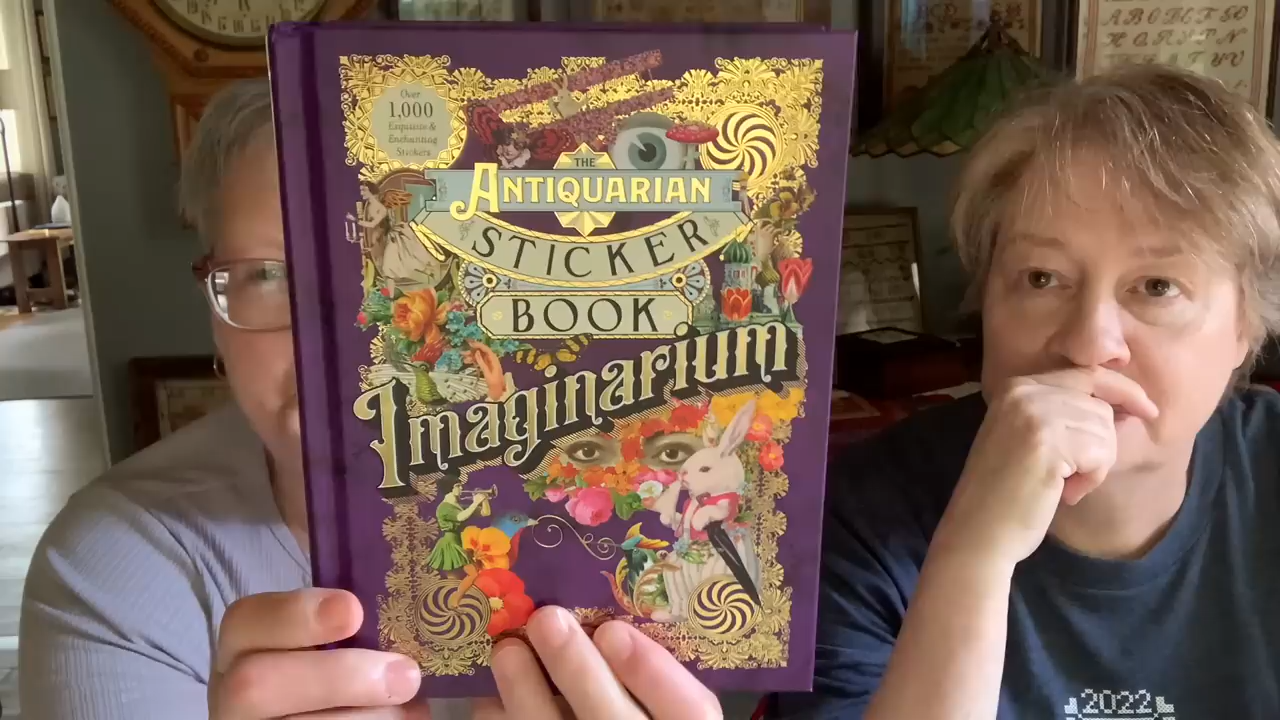 Over
1,000
Exquisite &
Enchanting
Stickers
THE
ANTIQUARIAN
STICKER
BOOK
Imaginarium
2022